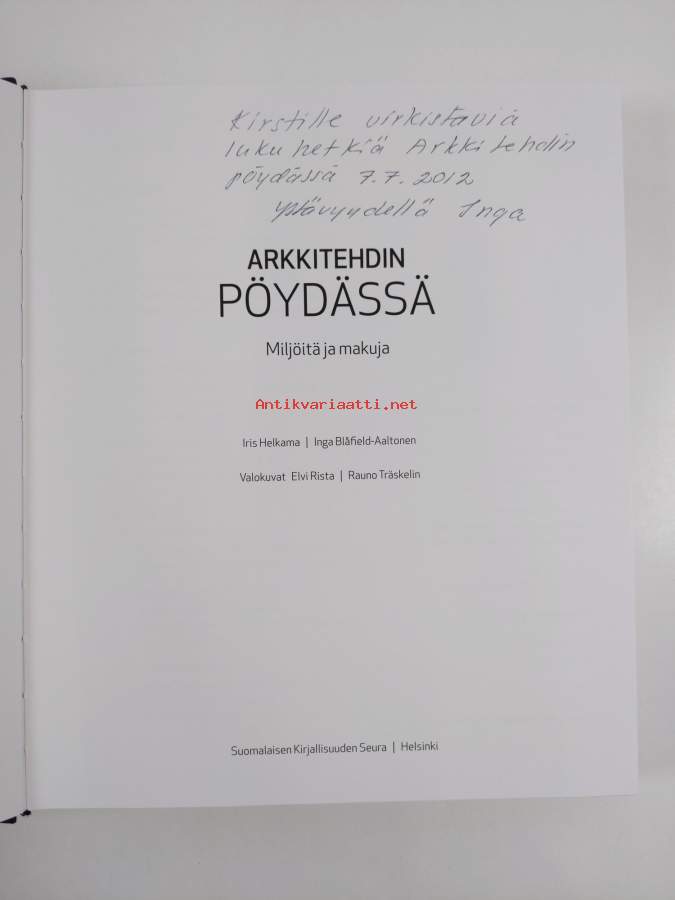 Kirstille virkistäviä
lukuhetkiä Arkkitehdin
pöydässä 7.7.2012
Ystävyydellä Inga
ARKKITEHDIN
PÖYDÄSSÄ
Miljöitä ja makuja
Antikvariaatti.net
Iris Helkama | Inga Blåfield-Aaltonen
Valokuvat Elvi Rista | Rauno Träskelin
Suomalaisen Kirjallisuuden Seura | Helsinki